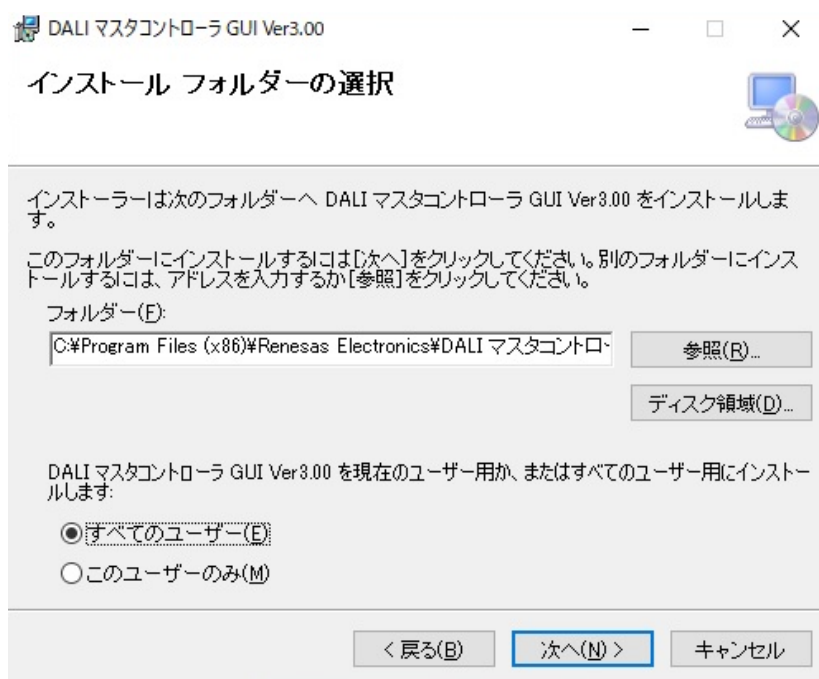 DALI マスタコントローラ GUI Ver3.00
インストール フォルダーの選択
インストーラーは次のフォルダーへ DALI マスタコントローラ GUI Ver3.00 をインストールしま
す。
このフォルダーにインストールするには[次へ]をクリックしてください。別のフォルダーにインス
トールするには、アドレスを入力するか[参照]をクリックしてください。
フォルダー(F):
C:¥Program Files (x86)¥Renesas Electronics¥DALI マスタコントロー
参照(R)...
ディスク領域(D)...
DALI マスタコントローラ GUI Ver3.00 を現在のユーザー用か、またはすべてのユーザー用にインストー
ルします:
すべてのユーザー(E)
このユーザーのみ(M)
< 戻る(B)
次へ(N) >
キャンセル